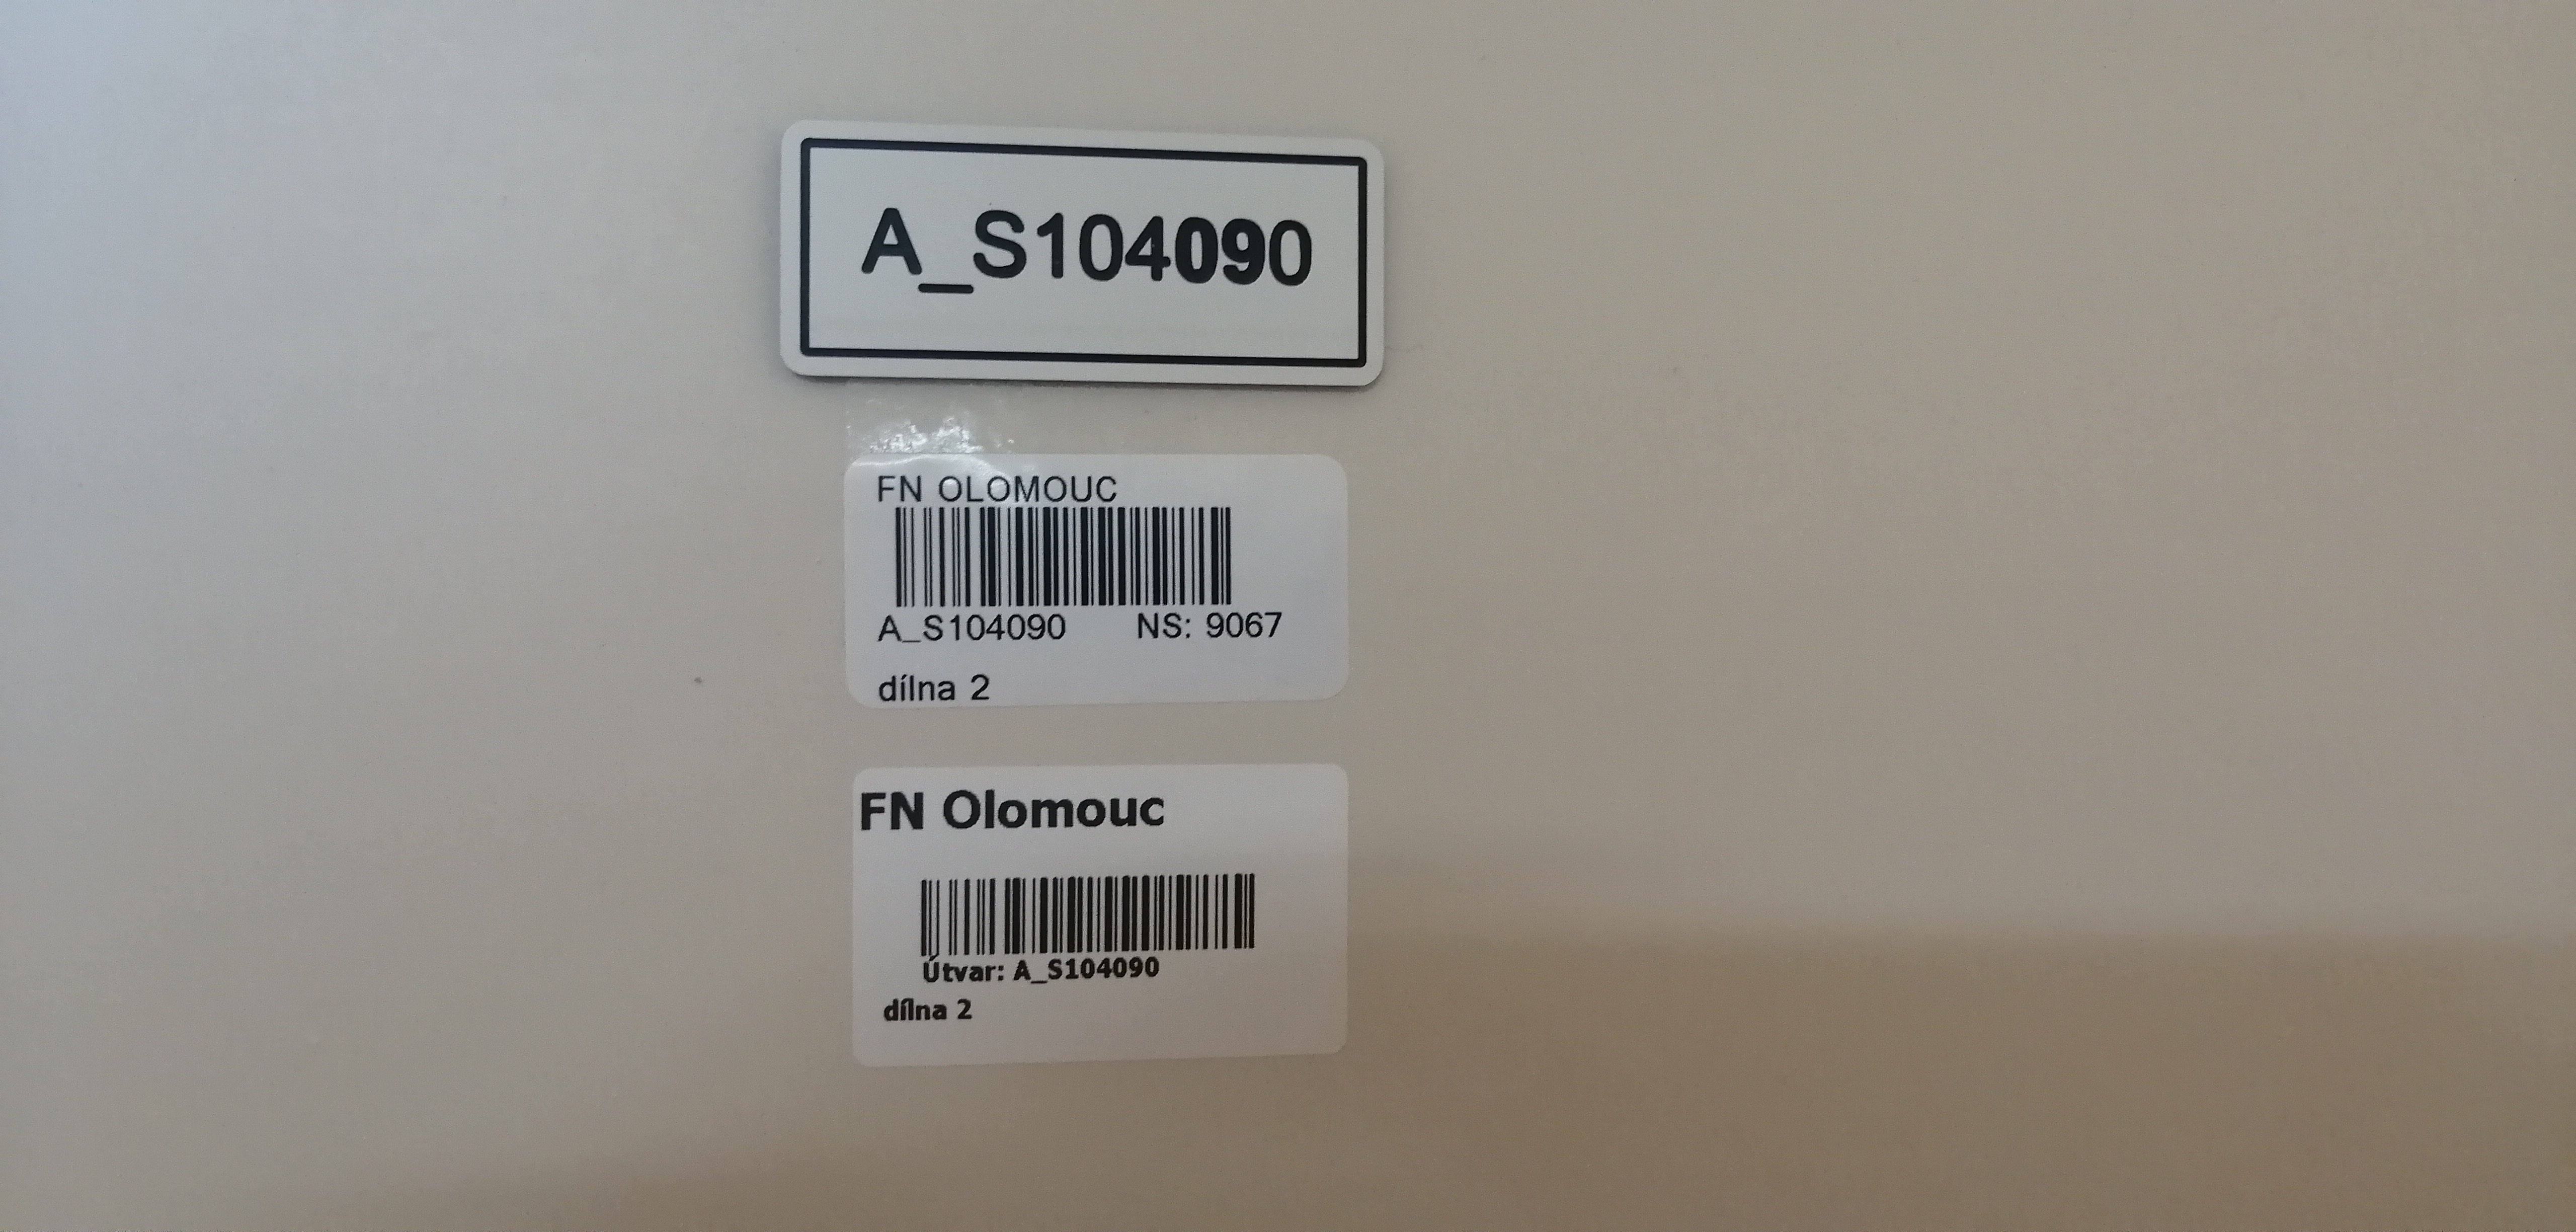 A_S104090
FN OLOMOUC
A_S104090 NS: 9067
dílna 2
FN Olomouc
Útvar: A_S104090
dílna 2